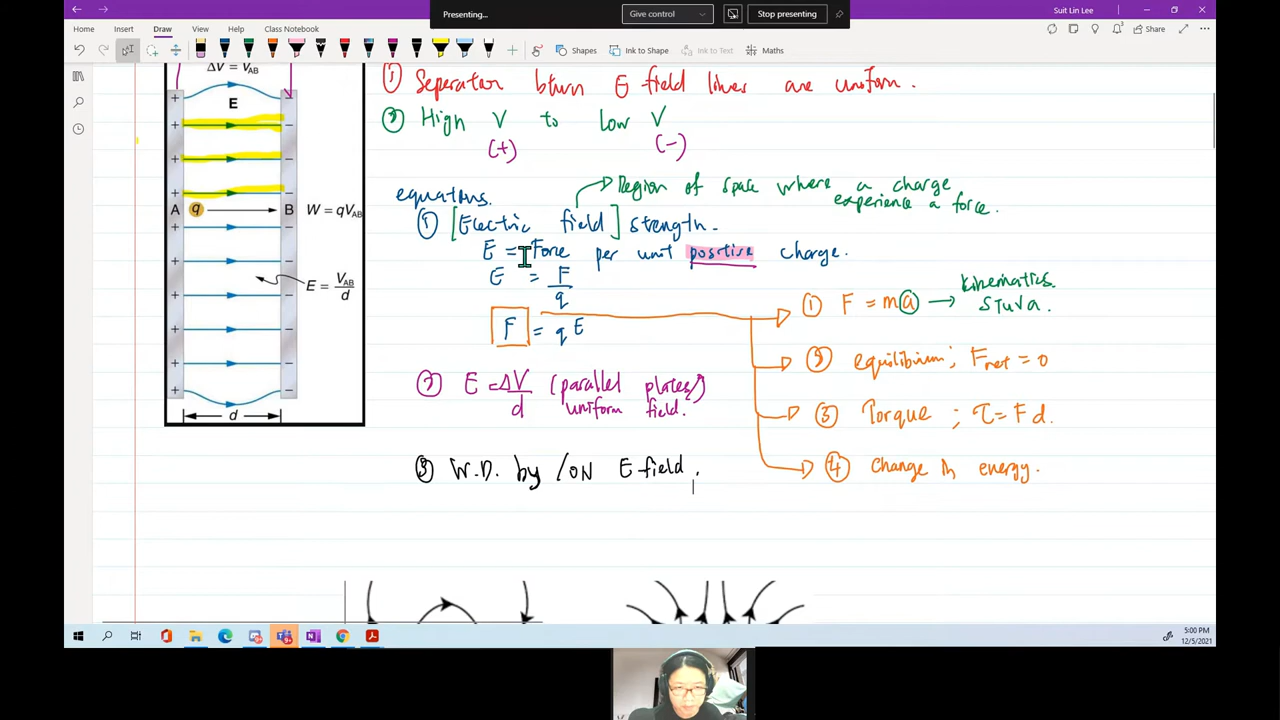 Presenting...
Give control
Stop presenting
Suit Lin Lee
Home Insert Draw View Help Class Notebook
Share
Shapes Ink to Shape Ink to Text Maths
ΔV = VAB
E
A q B W = qVAB
E = VAB/d
d
① Seperation btwn E field lines are uniform.
② High V to low V
(+) (-)
equations.
Region of space where a charge
experience a force.
① [Electric field] strength.
E = Force per unit positive charge.
E = F/q
F = qE
② E = ΔV/d (parallel plates)
uniform field.
③ W.D. by /ON E field.
① F = ma → kinematics
suva.
② equilibrium; Fnet = 0
③ Torque ; τ = Fd.
④ change in energy.
5:00 PM
12/5/2021